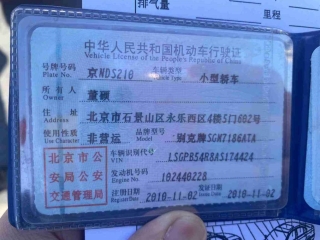 排气量
里程
中华人民共和国机动车行驶证
Vehicle License of the People's Republic of China
号牌号码 京ND5210 车辆类型 小型轿车
Plate No. Vehicle Type
所有人 董颖
Owner
住址 北京市石景山区永乐西区4楼5门602号
Address
使用性质 非营运 品牌型号 别克牌SGM7186ATA
Use Character Model
北京市公安局公安交通管理局
车辆识别代号 LSGPB54R8AS174424
VIN
发动机号码 102440228
Engine No.
注册日期 2010-11-02 发证日期 2010-11-02
Register Date Issue Date